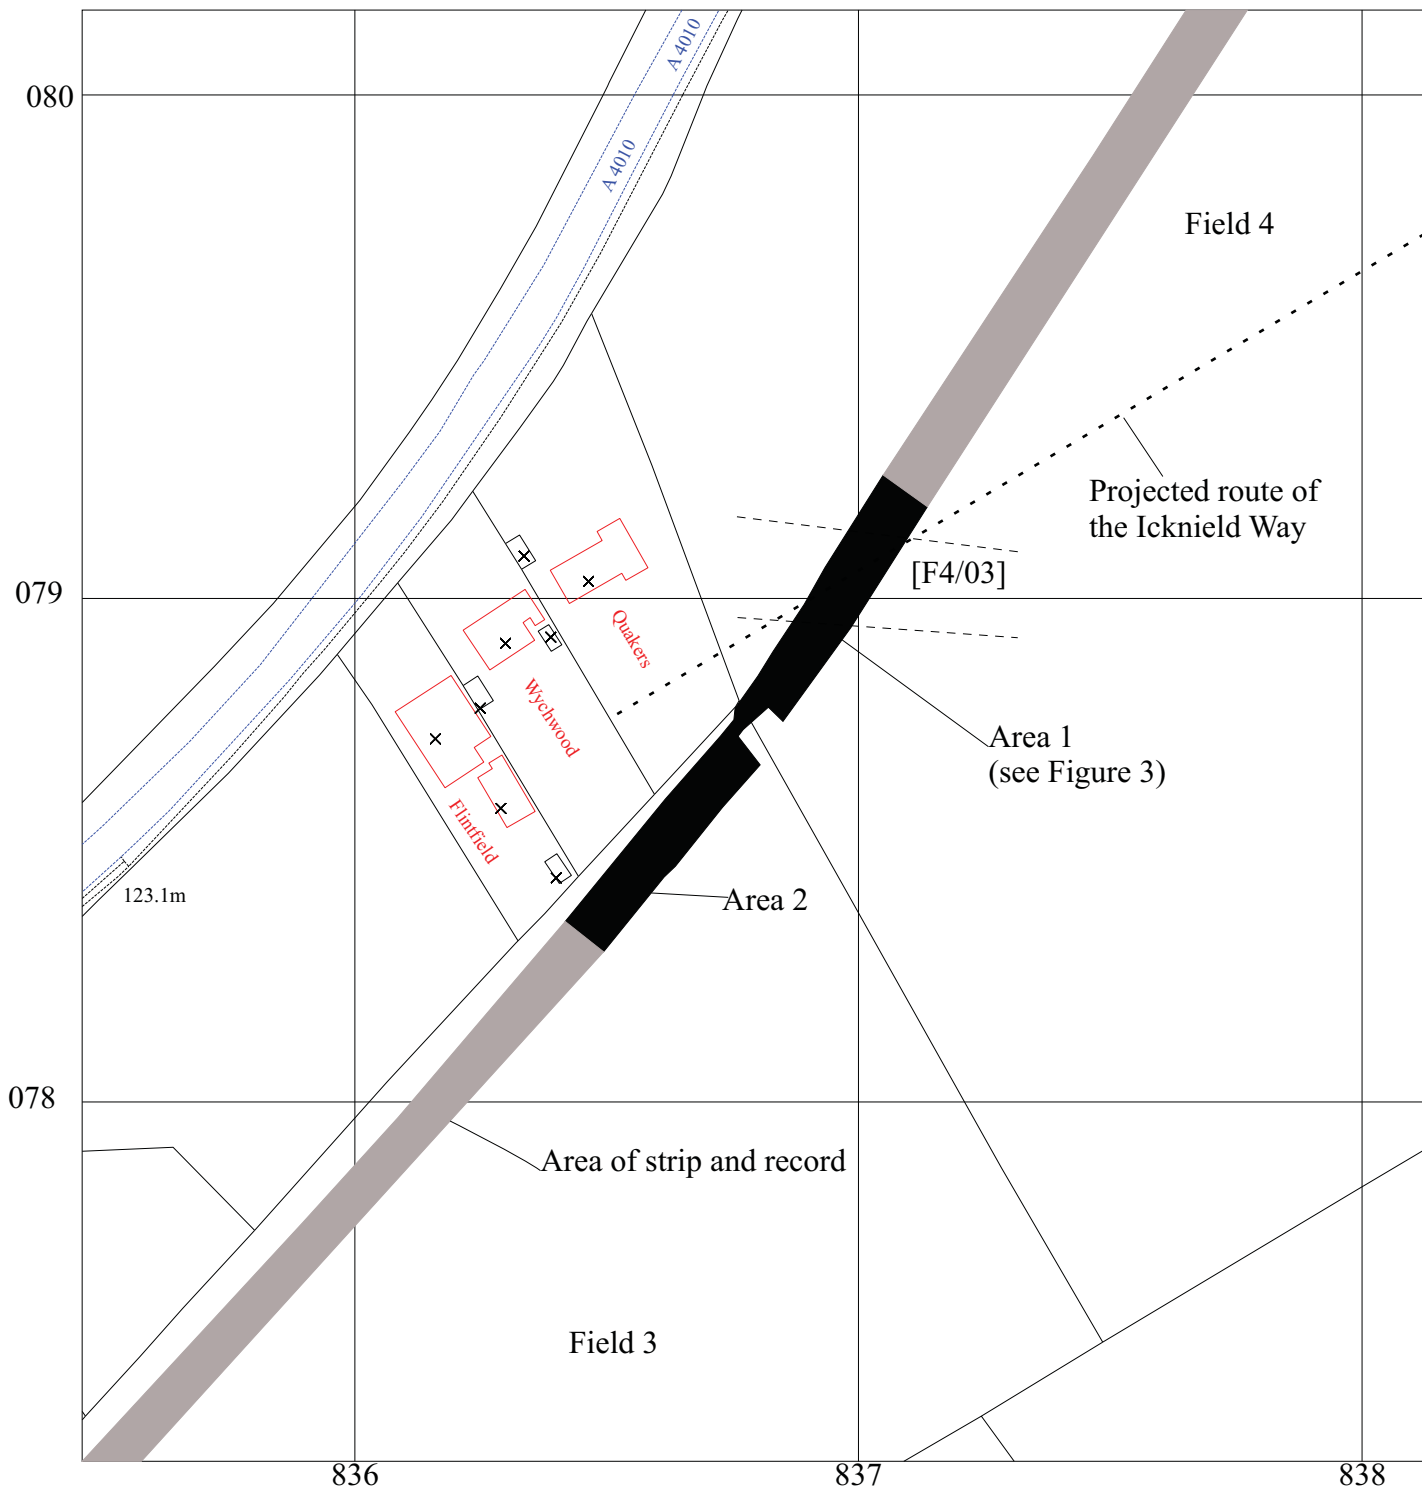 A 4010
080
A 4010
Field 4
Projected route of
the Icknield Way
[F4/03]
079
Quakers
Wychwood
Area 1
(see Figure 3)
Flintfield
123.1m
Area 2
078
Area of strip and record
Field 3
836
837
838